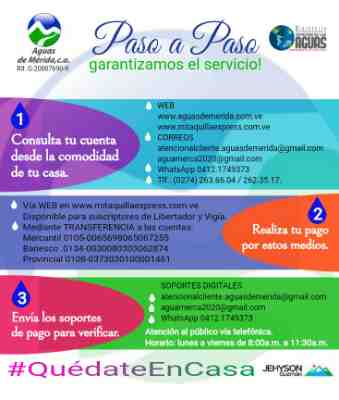 Aguas
de Mérida, c.a.
Rif. G-20007690-9
Paso a Paso
garantizamos el servicio!
AGUAS
1
Consulta tu cuenta
desde la comodidad
de tu casa.
WEB
www.aguasdemerida.com.ve
www.mitaquillaexpress.com.ve
CORREOS
atencionalcliente.aguasdemerida@gmail.com
aguamerca2020@gmail.com
WhatsApp 0412.1749373
Tlf.: (0274) 263.66.04 / 262.35.17.
Vía WEB en www.mitaquillaexpress.com.ve
Disponible para suscriptores de Libertador y Vigía.
Mediante TRANSFERENCIA a las cuentas:
Mercantil 0105-0065698065067255
Banesco .0134-0030080303062874
Provincial 0108-0373030100001461
2
Realiza tu pago
por estos medios.
3
Envía los soportes
de pago para verificar.
SOPORTES DIGITALES
atencionalcliente.aguasdemerida@gmail.com
aguamerca2020@gmail.com
WhatsApp 0412.1749373
Atención al público vía telefónica.
Horario: lunes a viernes de 8:00a.m. a 11:30a.m.
#QuédateEnCasa
JEHYSON
GUZMÁN